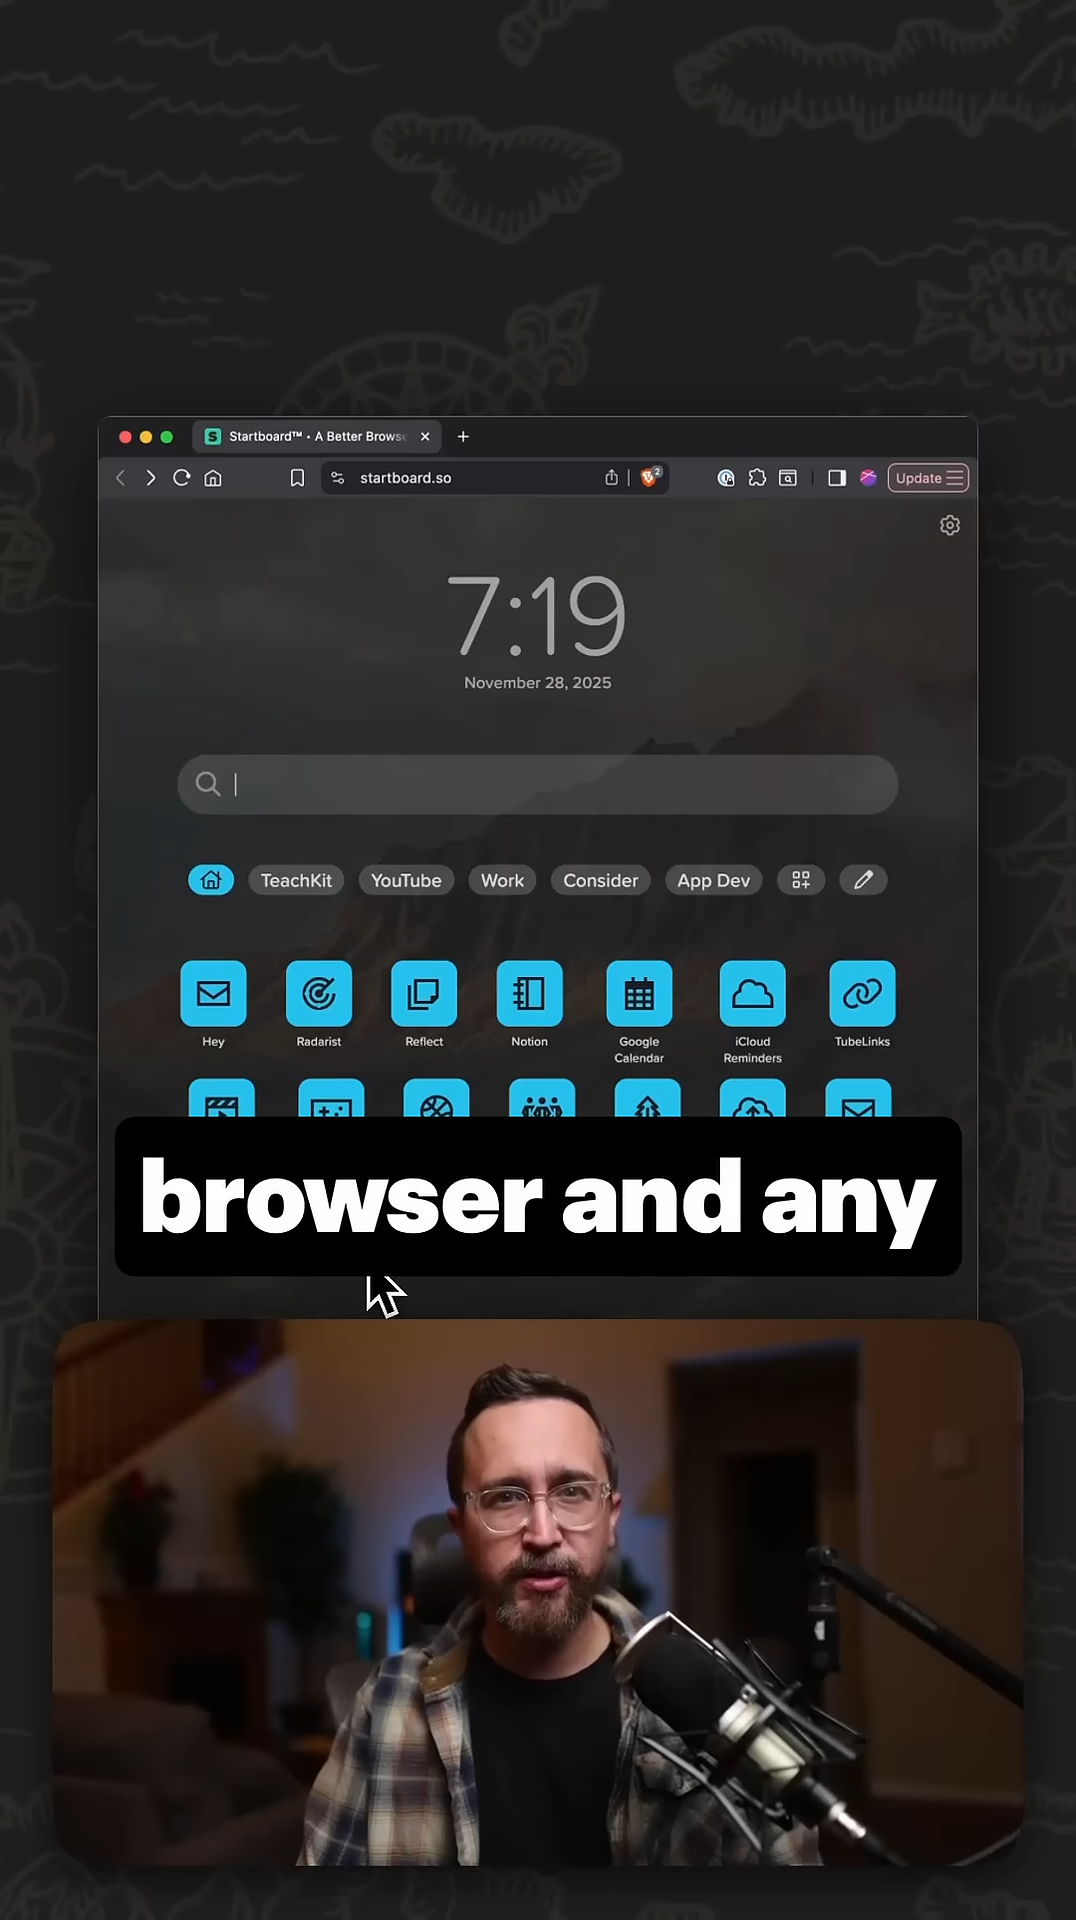 Startboard™ • A Better Browse
startboard.so
2
Update
7:19
November 28, 2025
TeachKit
YouTube
Work
Consider
App Dev
Hey
Radarist
Reflect
Notion
Google
Calendar
iCloud
Reminders
TubeLinks
browser and any